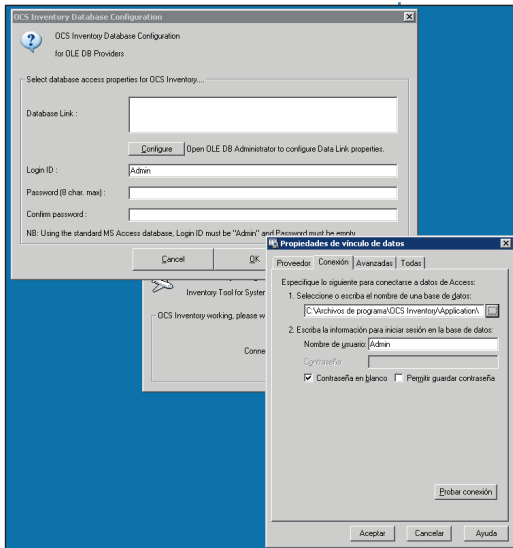 OCS Inventory Database Configuration
OCS Inventory Database Configuration
for OLE DB Providers
Select database access properties for OCS Inventory....
Database Link :
Configure Open OLE DB Administrator to configure Data Link properties.
Login ID : Admin
Password (8 char. max) :
Confirm password :
NB: Using the standard MS Access database, Login ID must be "Admin" and Password must be empty
Cancel OK
Inventory Tool for System
OCS Inventory working, please w
Conne
Propiedades de vínculo de datos
Proveedor Conexión Avanzadas Todas
Especifique lo siguiente para conectarse a datos de Access:
1. Seleccione o escriba el nombre de una base de datos:
C:\Archivos de programa\OCS Inventory\Application\ ...
2. Escriba la información para iniciar sesión en la base de datos:
Nombre de usuario: Admin
Contraseña:
Contraseña en blanco Permitir guardar contraseña
Probar conexión
Aceptar Cancelar Ayuda